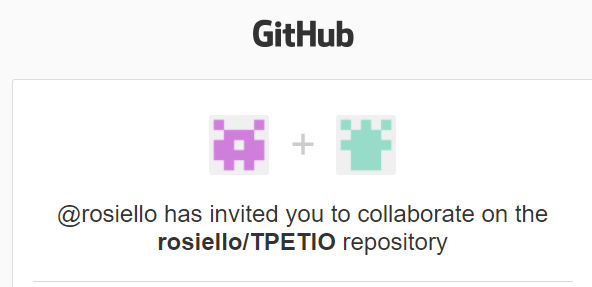 GitHub
@rosiello has invited you to collaborate on the
rosiello/TPETIO repository